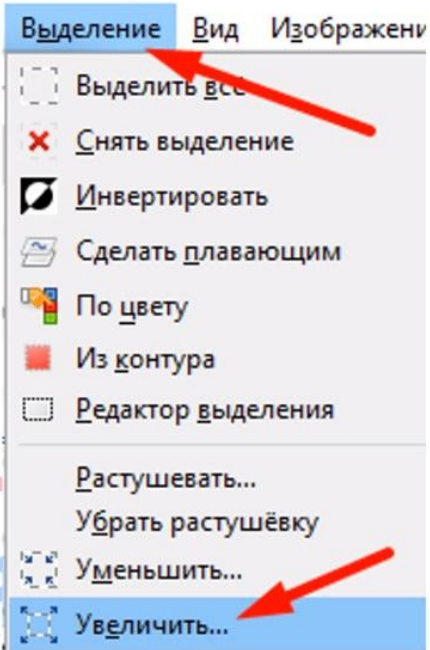 Выделение Вид Изображени
Выделить всё
Снять выделение
Инвертировать
Сделать плавающим
По цвету
Из контура
Редактор выделения
Растушевать...
Убрать растушёвку
Уменьшить...
Увеличить...